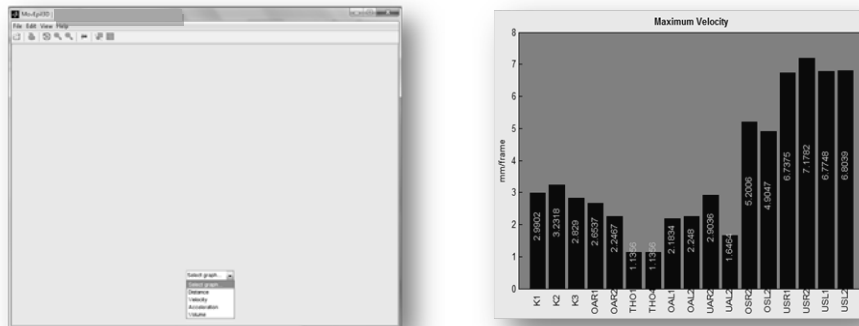 File Edit View Help
Select graph...
Select graph...
Distance
Velocity
Acceleration
Volume
Maximum Velocity
8
7
6
5
4
3
2
1
0
mm/frame
2.9902
3.2318
2.829
2.6537
2.2467
1.1356
1.1356
2.1834
2.248
2.9036
1.6464
5.2006
4.9047
6.7375
7.1782
6.7748
6.8039
K1
K2
K3
OAR1
OAR2
THO1
THO4
OAL1
OAL2
UAR2
UAL2
OSR2
OSL2
USR1
USR2
USL1
USL2